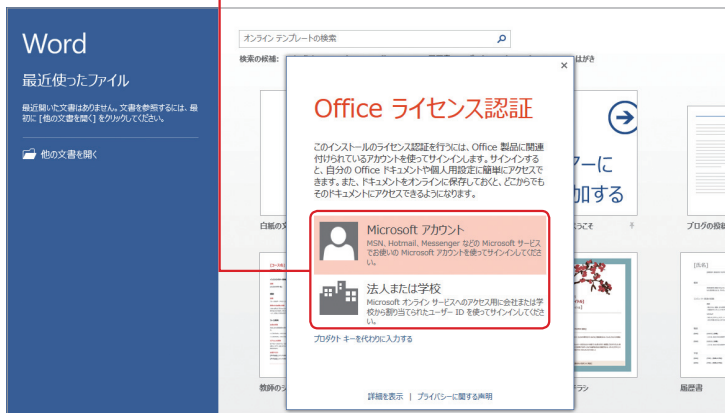 Word
最近使ったファイル
最近開いた文書はありません。文書を参照するには、最
初に [他の文書を開く] をクリックしてください。
他の文書を開く
オンライン テンプレートの検索
検索の候補:
はがき
Office ライセンス認証
このインストールのライセンス認証を行うには、Office 製品に関連
付けられているアカウントを使ってサインインします。サインインする
と、自分の Office ドキュメントや個人用設定に簡単にアクセスで
きます。また、ドキュメントをオンラインに保存しておくと、どこからでも
そのドキュメントにアクセスできるようになります。
Microsoft アカウント
MSN、Hotmail、Messenger などの Microsoft サービス
でお使いの Microsoft アカウントを使ってサインインしてくださ
い。
法人または学校
Microsoft オンライン サービスへのアクセス用に会社または学
校から割り当てられたユーザー ID を使ってサインインしてくださ
い。
プロダクト キーを代わりに入力する
詳細を表示 | プライバシーに関する声明
アーに
加する
白紙の文
うこそ
ブログの投稿
[氏名]
教師の
チラシ
履歴書